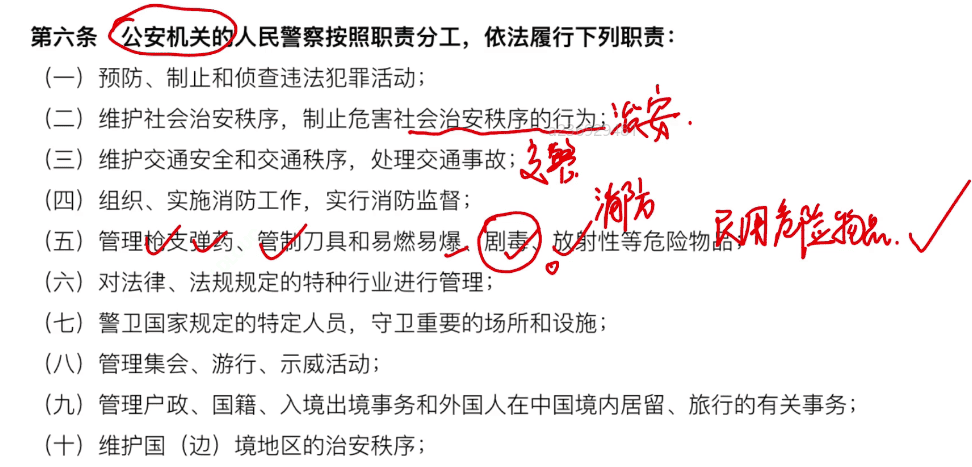 第六条 公安机关的人民警察按照职责分工，依法履行下列职责：
（一）预防、制止和侦查违法犯罪活动；
（二）维护社会治安秩序，制止危害社会治安秩序的行为；治安.
（三）维护交通安全和交通秩序，处理交通事故；交警
（四）组织、实施消防工作，实行消防监督；消防
（五）管理枪支弹药、管制刀具和易燃易爆、剧毒、放射性等危险物品；民用危险物品.
（六）对法律、法规规定的特种行业进行管理；
（七）警卫国家规定的特定人员，守卫重要的场所和设施；
（八）管理集会、游行、示威活动；
（九）管理户政、国籍、入境出境事务和外国人在中国境内居留、旅行的有关事务；
（十）维护国（边）境地区的治安秩序；